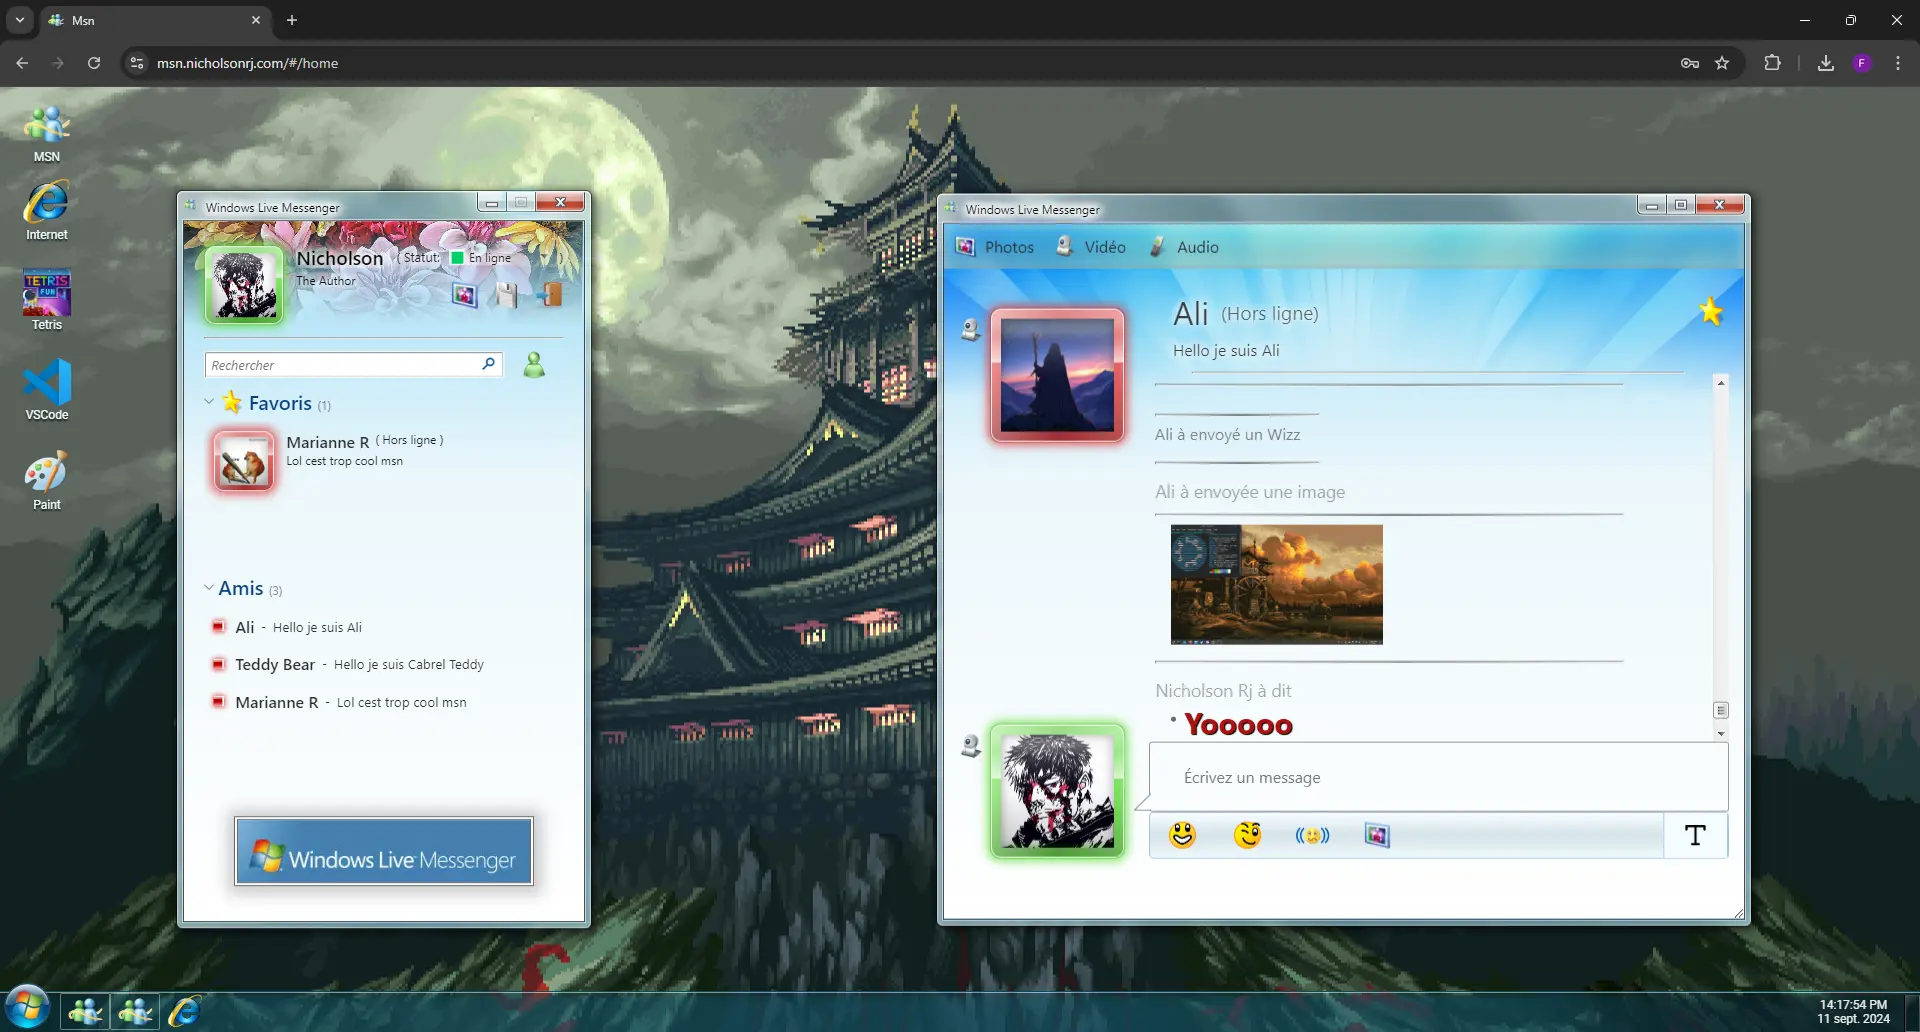 Msn
msn.nicholsonrj.com/#/home
F
MSN
Internet
TETRIS
FUN
Tetris
VSCode
Paint
Windows Live Messenger
Nicholson ( Statut: En ligne )
The Author
Rechercher
Favoris (1)
Marianne R ( Hors ligne )
Lol cest trop cool msn
Amis (3)
Ali - Hello je suis Ali
Teddy Bear - Hello je suis Cabrel Teddy
Marianne R - Lol cest trop cool msn
Windows Live Messenger
Windows Live Messenger
Photos Vidéo Audio
Ali (Hors ligne)
Hello je suis Ali
Ali à envoyé un Wizz
Ali à envoyée une image
Nicholson Rj à dit
• Yooooo
Écrivez un message
T
14:17:54 PM
11 sept. 2024